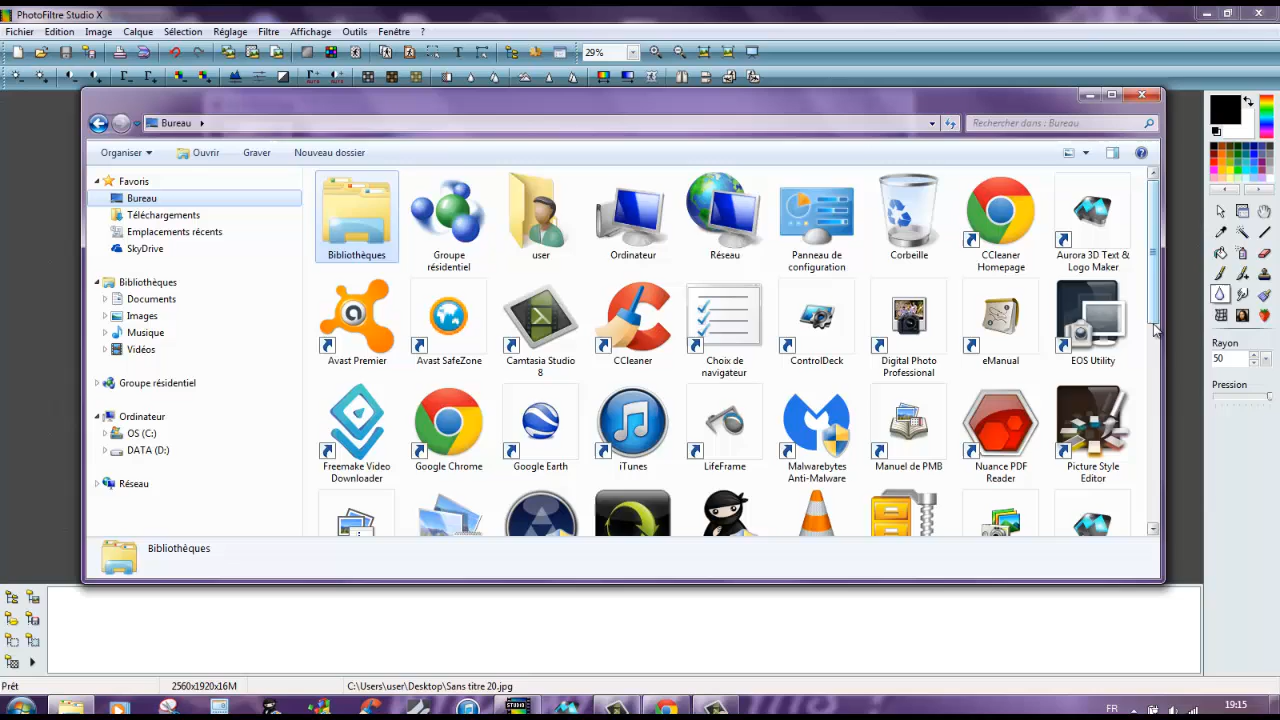 PhotoFiltre Studio X
Fichier Edition Image Calque Sélection Réglage Filtre Affichage Outils Fenêtre ?
29%
Bureau
Rechercher dans : Bureau
Organiser Ouvrir Graver Nouveau dossier
Favoris
Bureau
Téléchargements
Emplacements récents
SkyDrive
Bibliothèques
Documents
Images
Musique
Vidéos
Groupe résidentiel
Ordinateur
OS (C:)
DATA (D:)
Réseau
Bibliothèques
Groupe résidentiel
user
Ordinateur
Réseau
Panneau de configuration
Corbeille
CCleaner Homepage
Aurora 3D Text & Logo Maker
Avast Premier
Avast SafeZone
Camtasia Studio 8
CCleaner
Choix de navigateur
ControlDeck
Digital Photo Professional
eManual
EOS Utility
Freemake Video Downloader
Google Chrome
Google Earth
iTunes
LifeFrame
Malwarebytes Anti-Malware
Manuel de PMB
Nuance PDF Reader
Picture Style Editor
Bibliothèques
Rayon
50
Pression
Prêt
2560x1920x16M
C:\Users\user\Desktop\Sans titre 20.jpg
FR
19:15